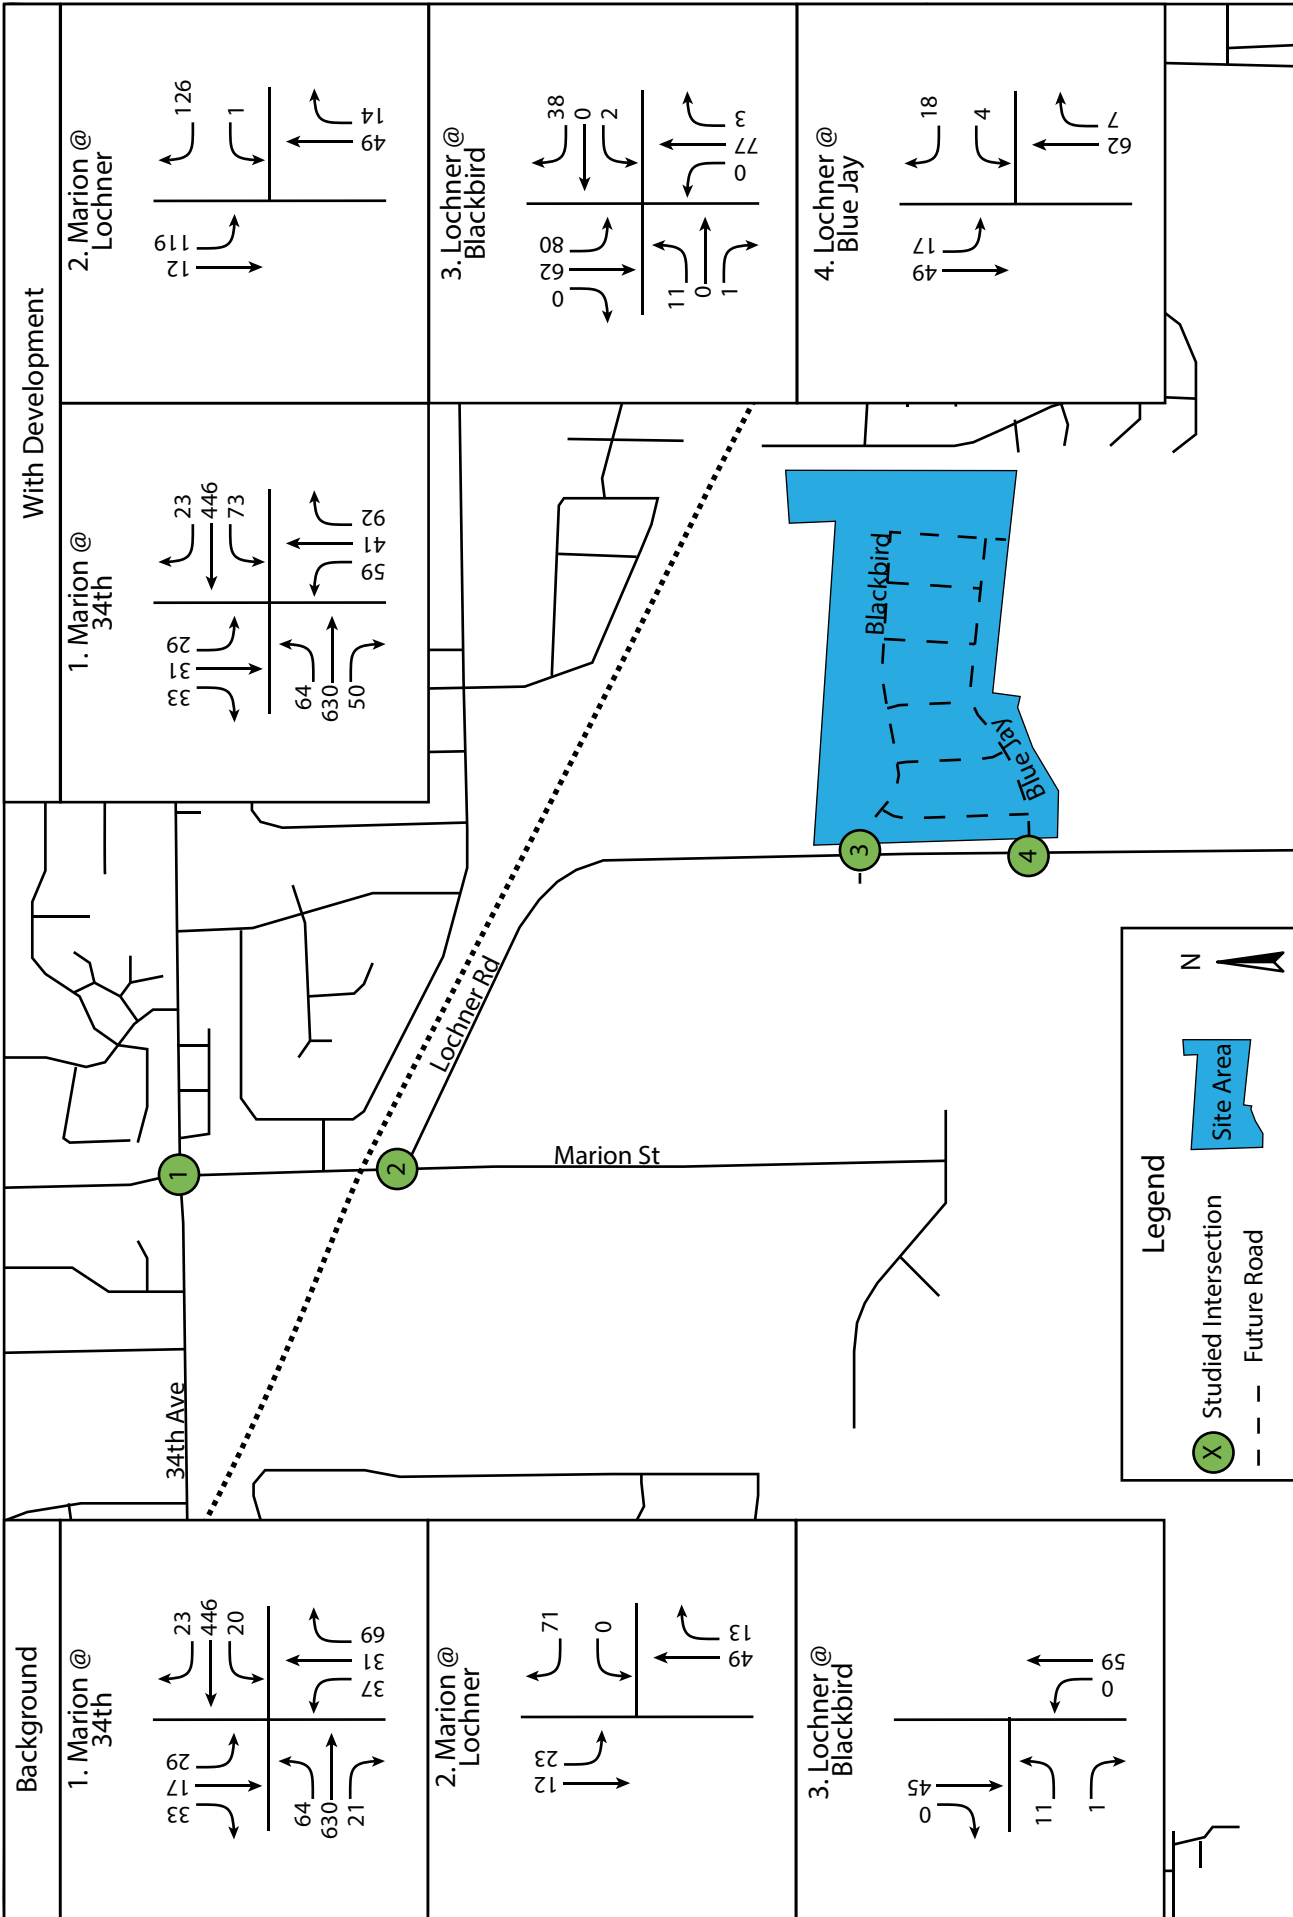 Background
1. Marion @
34th
33
17
29
23
446
20
64
630
21
37
31
69
2. Marion @
Lochner
12
23
71
0
49
13
3. Lochner @
Blackbird
0
45
11
1
0
59
With Development
1. Marion @
34th
33
31
29
23
446
73
64
630
50
59
41
92
2. Marion @
Lochner
12
119
126
1
49
14
3. Lochner @
Blackbird
0
62
80
38
0
2
11
0
1
0
77
3
4. Lochner @
Blue Jay
49
17
18
4
62
7
34th Ave
1
2
Lochner Rd
Marion St
3
4
Blackbird
Blue Jay
Legend
X Studied Intersection
Future Road
Site Area
N